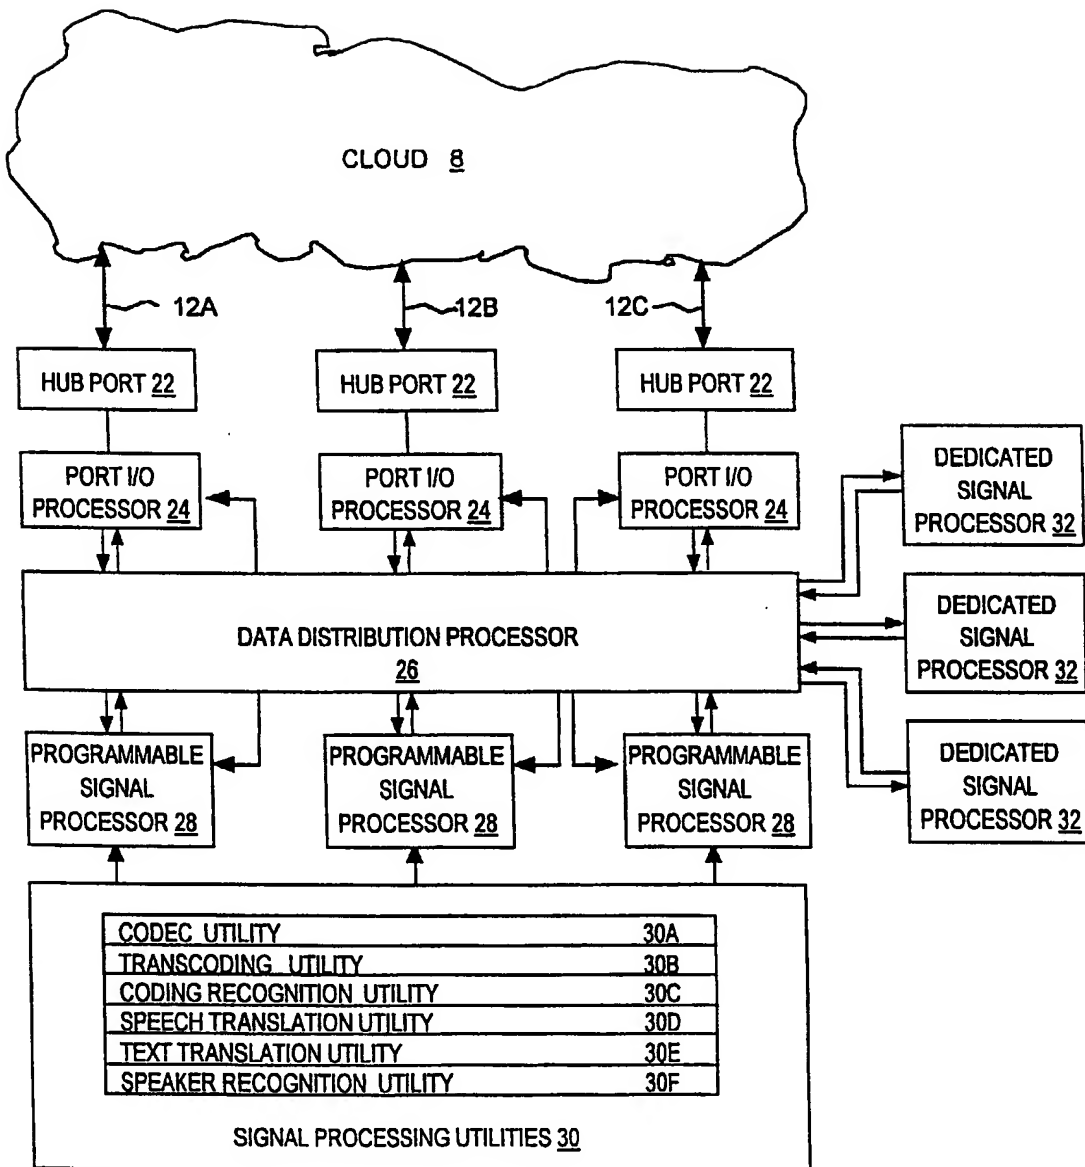 CLOUD 8
12A
12B
12C
HUB PORT 22
HUB PORT 22
HUB PORT 22
PORT I/O
PROCESSOR 24
PORT I/O
PROCESSOR 24
PORT I/O
PROCESSOR 24
DEDICATED
SIGNAL
PROCESSOR 32
DATA DISTRIBUTION PROCESSOR
26
DEDICATED
SIGNAL
PROCESSOR 32
PROGRAMMABLE
SIGNAL
PROCESSOR 28
PROGRAMMABLE
SIGNAL
PROCESSOR 28
PROGRAMMABLE
SIGNAL
PROCESSOR 28
DEDICATED
SIGNAL
PROCESSOR 32
CODEC UTILITY 30A
TRANSCODING UTILITY 30B
CODING RECOGNITION UTILITY 30C
SPEECH TRANSLATION UTILITY 30D
TEXT TRANSLATION UTILITY 30E
SPEAKER RECOGNITION UTILITY 30F
SIGNAL PROCESSING UTILITIES 30